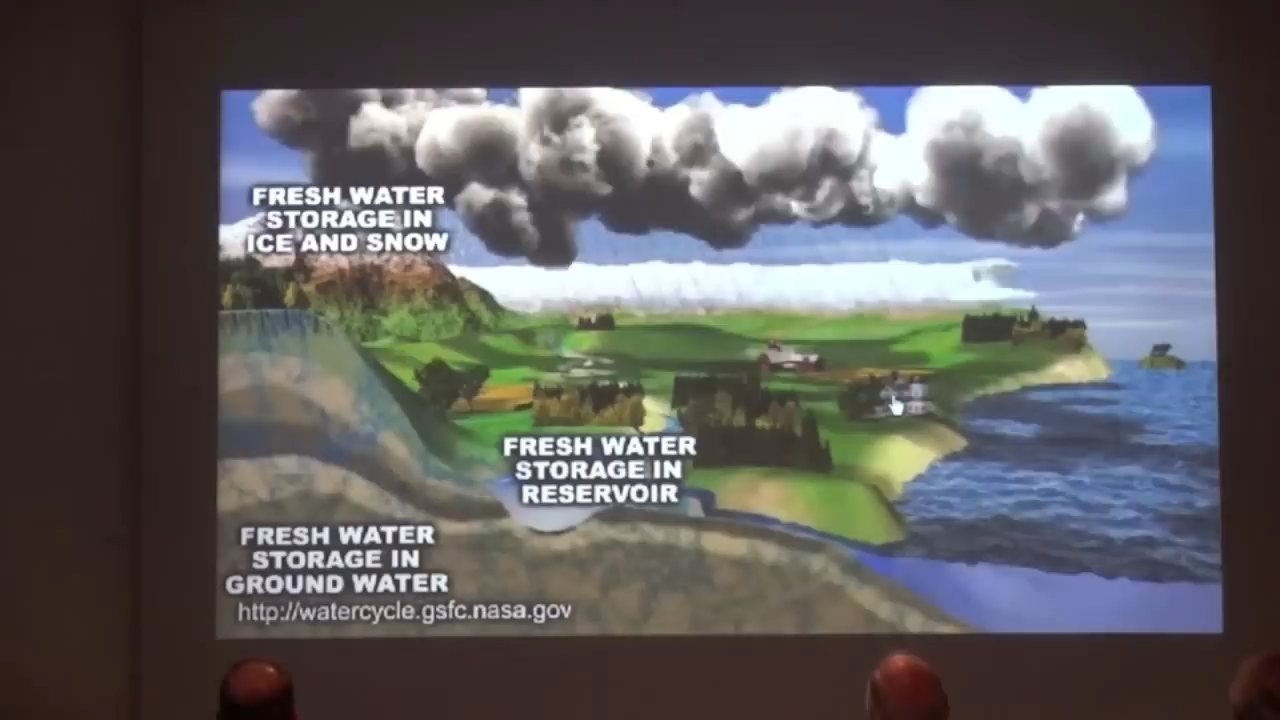 FRESH WATER
STORAGE IN
ICE AND SNOW
FRESH WATER
STORAGE IN
RESERVOIR
FRESH WATER
STORAGE IN
GROUND WATER
http://watercycle.gsfc.nasa.gov